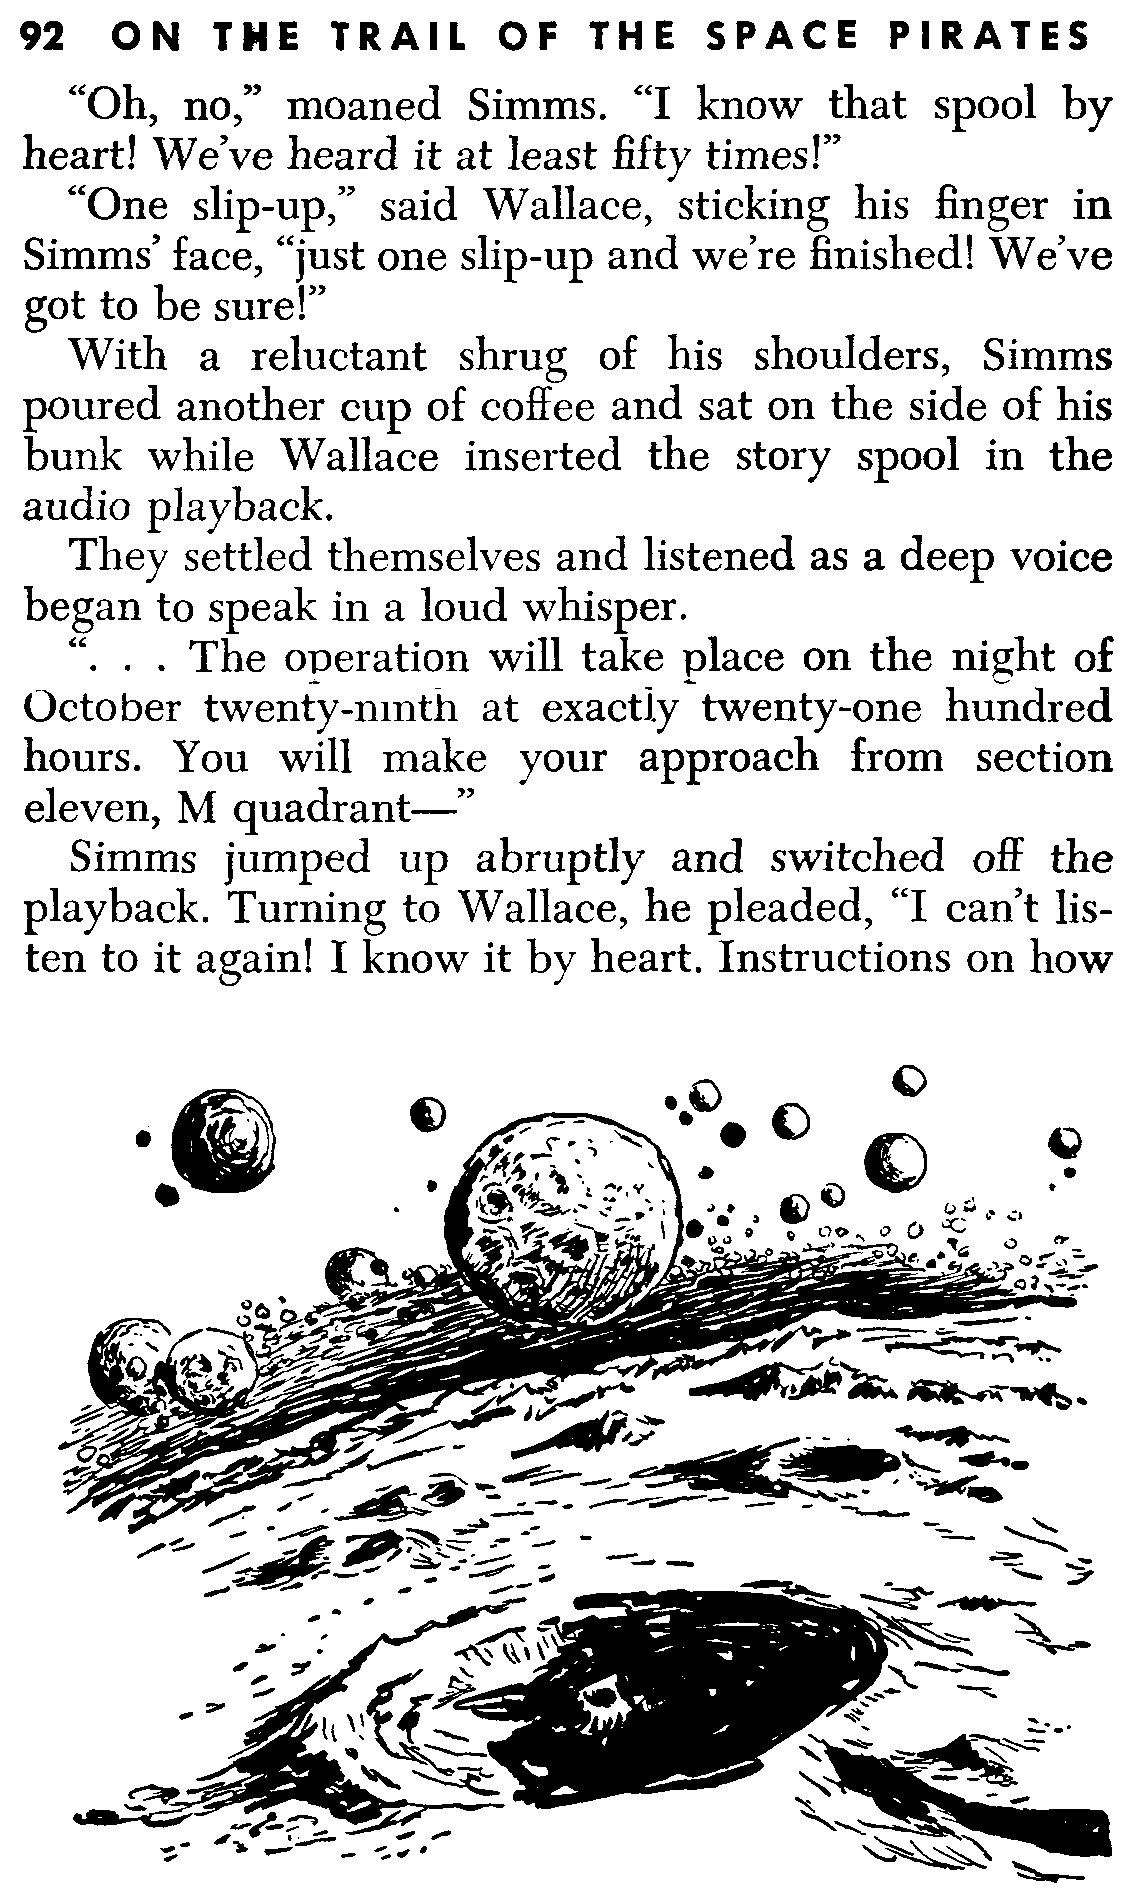 92 ON THE TRAIL OF THE SPACE PIRATES
“Oh, no,” moaned Simms. “I know that spool by
heart! We’ve heard it at least fifty times!”
“One slip-up,” said Wallace, sticking his finger in
Simms’ face, “just one slip-up and we’re finished! We’ve
got to be sure!”
With a reluctant shrug of his shoulders, Simms
poured another cup of coffee and sat on the side of his
bunk while Wallace inserted the story spool in the
audio playback.
They settled themselves and listened as a deep voice
began to speak in a loud whisper.
“. . . The operation will take place on the night of
October twenty-ninth at exactly twenty-one hundred
hours. You will make your approach from section
eleven, M quadrant—”
Simms jumped up abruptly and switched off the
playback. Turning to Wallace, he pleaded, “I can’t lis-
ten to it again! I know it by heart. Instructions on how